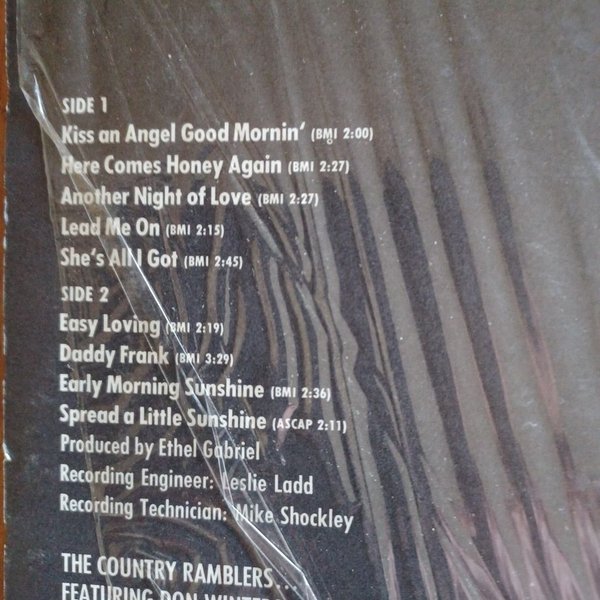 SIDE 1
Kiss an Angel Good Mornin' (BMI 2:00)
Here Comes Honey Again (BMI 2:27)
Another Night of Love (BMI 2:27)
Lead Me On (BMI 2:15)
She's All I Got (BMI 2:45)
SIDE 2
Easy Loving (BMI 2:19)
Daddy Frank (BMI 3:29)
Early Morning Sunshine (BMI 2:36)
Spread a Little Sunshine (ASCAP 2:11)
Produced by Ethel Gabriel
Recording Engineer: Leslie Ladd
Recording Technician: Mike Shockley
THE COUNTRY RAMBLERS...
FEATURING DON